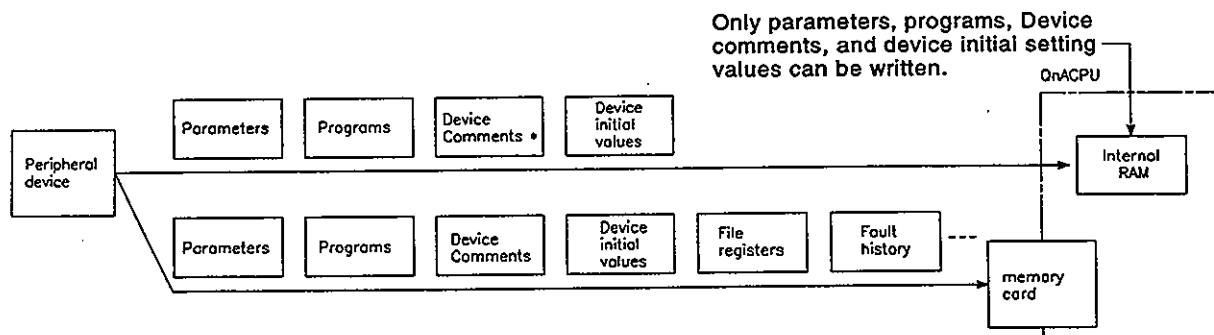 Only parameters, programs, Device
comments, and device initial setting
values can be written.
QnACPU
Parameters
Programs
Device
Comments •
Device
initial
values
Peripheral
device
Internal
RAM
Parameters
Programs
Device
Comments
Device
initial
values
File
registers
Fault
history
memory
card